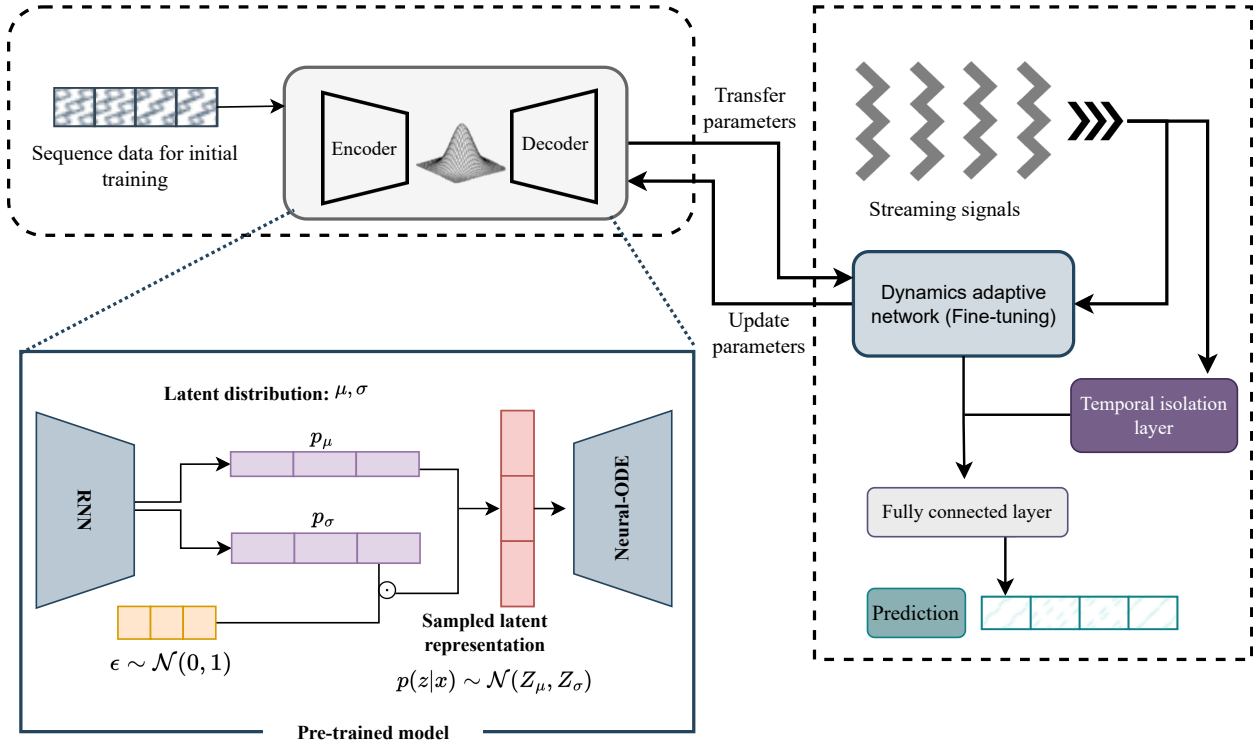 Sequence data for initial
training
Encoder
Decoder
Transfer
parameters
Update
parameters
Streaming signals
Dynamics adaptive
network (Fine-tuning)
Temporal isolation
layer
Fully connected layer
Prediction
Latent distribution: μ, σ
RNN
p_μ
p_σ
ϵ ∼ 𝒩(0, 1)
⊙
Sampled latent
representation
p(z|x) ∼ 𝒩(Z_μ, Z_σ)
Neural-ODE
Pre-trained model